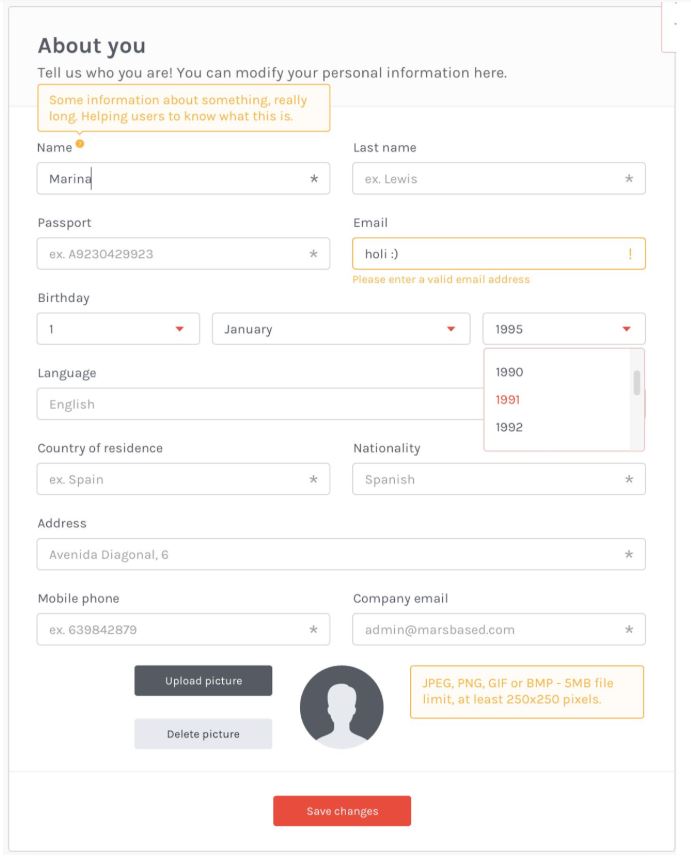 About you
Tell us who you are! You can modify your personal information here.
Some information about something, really
long. Helping users to know what this is.
Name ?
Last name
Marina *
ex. Lewis *
Passport
Email
ex. A9230429923 *
holi :) !
Please enter a valid email address
Birthday
1
January
1995
1990
1991
1992
Language
English
Country of residence
Nationality
ex. Spain *
Spanish *
Address
Avenida Diagonal, 6 *
Mobile phone
Company email
ex. 639842879 *
admin@marsbased.com *
Upload picture
Delete picture
JPEG, PNG, GIF or BMP - 5MB file
limit, at least 250x250 pixels.
Save changes